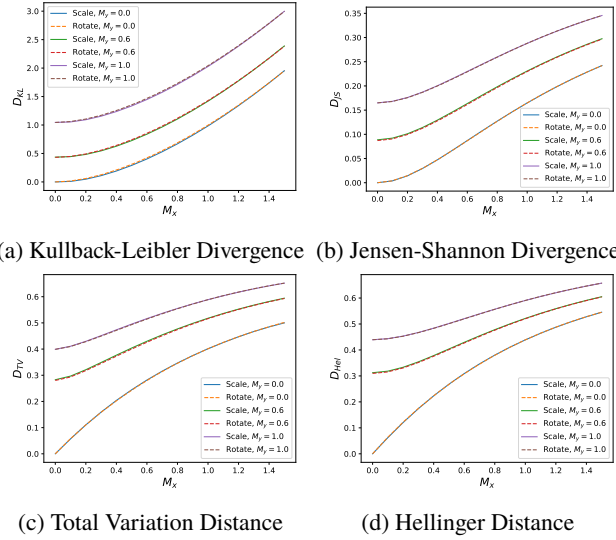 3.0
2.5
2.0
1.5
1.0
0.5
0.0
D_KL
Scale, M_y = 0.0
Rotate, M_y = 0.0
Scale, M_y = 0.6
Rotate, M_y = 0.6
Scale, M_y = 1.0
Rotate, M_y = 1.0
0.0 0.2 0.4 0.6 0.8 1.0 1.2 1.4
M_x
0.35
0.30
0.25
0.20
0.15
0.10
0.05
0.00
D_JS
Scale, M_y = 0.0
Rotate, M_y = 0.0
Scale, M_y = 0.6
Rotate, M_y = 0.6
Scale, M_y = 1.0
Rotate, M_y = 1.0
0.0 0.2 0.4 0.6 0.8 1.0 1.2 1.4
M_x
a) Kullback-Leibler Divergence (b) Jensen-Shannon Divergence
0.6
0.5
0.4
0.3
0.2
0.1
0.0
D_TV
Scale, M_y = 0.0
Rotate, M_y = 0.0
Scale, M_y = 0.6
Rotate, M_y = 0.6
Scale, M_y = 1.0
Rotate, M_y = 1.0
0.0 0.2 0.4 0.6 0.8 1.0 1.2 1.4
M_x
0.6
0.5
0.4
0.3
0.2
0.1
0.0
D_Hel
Scale, M_y = 0.0
Rotate, M_y = 0.0
Scale, M_y = 0.6
Rotate, M_y = 0.6
Scale, M_y = 1.0
Rotate, M_y = 1.0
0.0 0.2 0.4 0.6 0.8 1.0 1.2 1.4
M_x
(c) Total Variation Distance
(d) Hellinger Distance